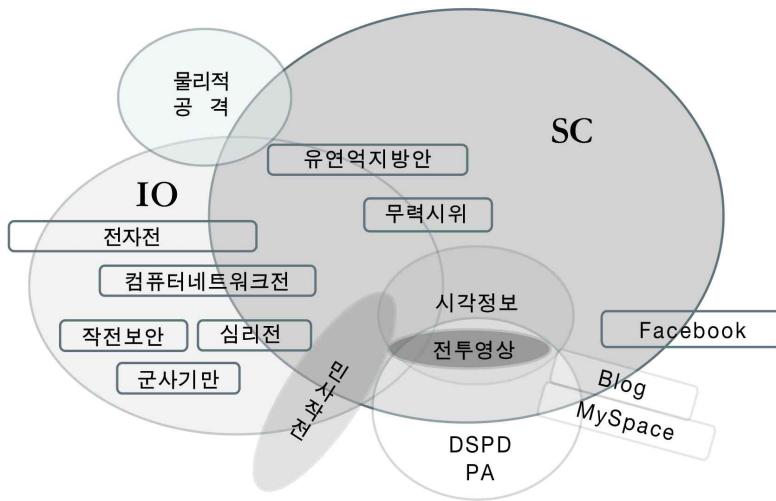 물리적
공 격
SC
유연억지방안
IO
무력시위
전자전
컴퓨터네트워크전
시각정보
작전보안
심리전
Facebook
전투영상
군사기만
민사작전
Blog
MySpace
DSPD
PA